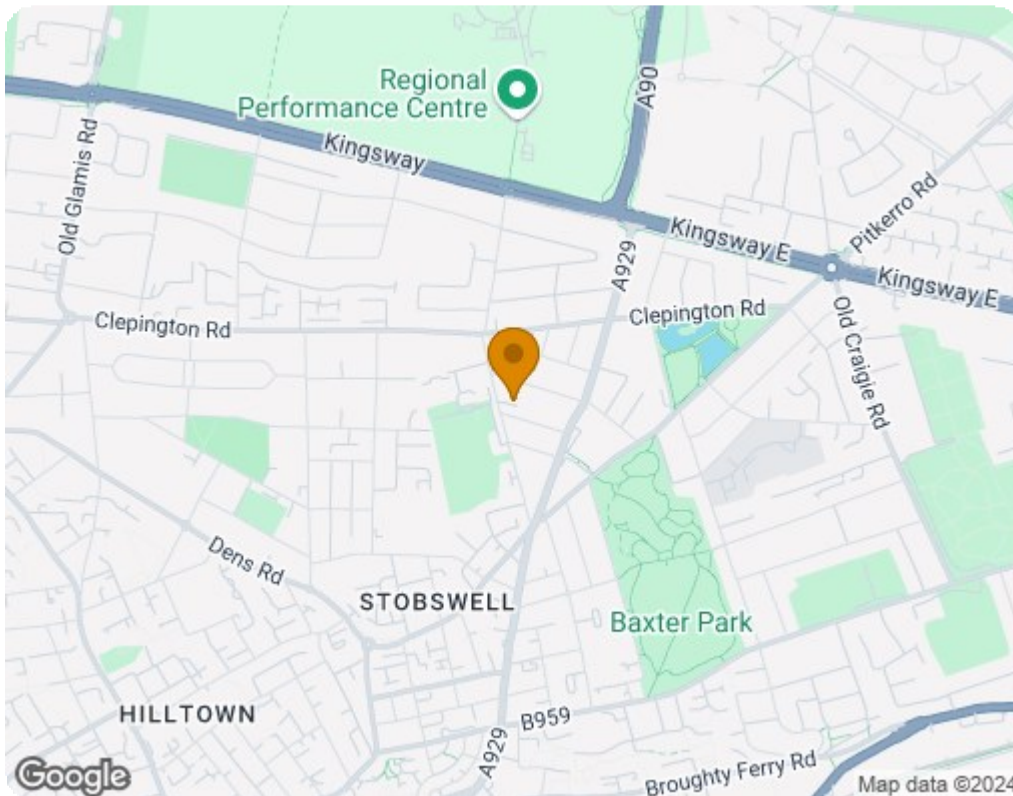 Regional
Performance Centre
A90
Kingsway
Old Glamis Rd
Pitkerro Rd
Kingsway E
A929
Kingsway E
Clepington Rd
Clepington Rd
Old Craigie Rd
Dens Rd
STOBSWELL
Baxter Park
HILLTOWN
B959
A929
Broughty Ferry Rd
Google
Map data ©2024